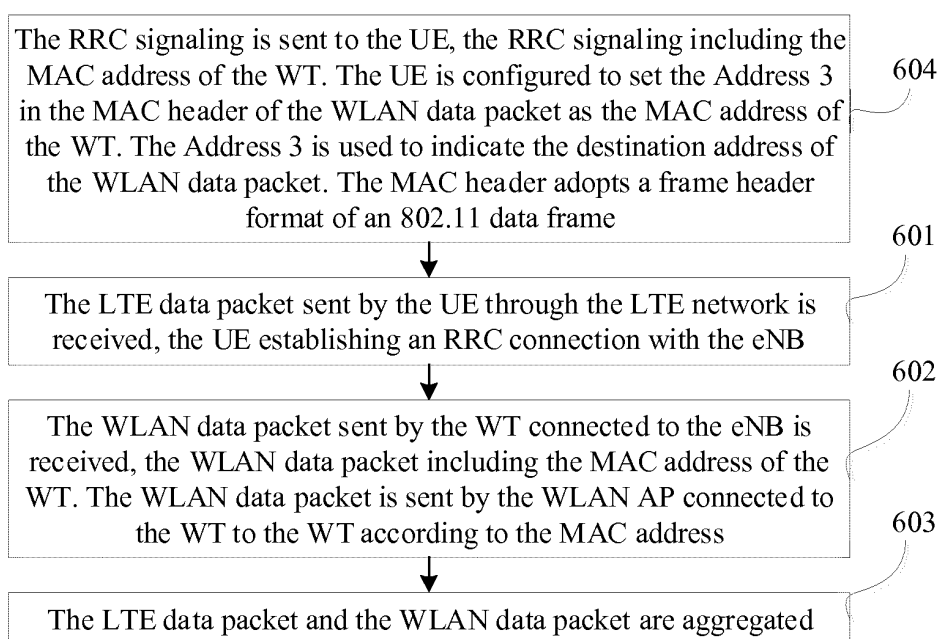 The RRC signaling is sent to the UE, the RRC signaling including the
MAC address of the WT. The UE is configured to set the Address 3
in the MAC header of the WLAN data packet as the MAC address of
the WT. The Address 3 is used to indicate the destination address of
the WLAN data packet. The MAC header adopts a frame header
format of an 802.11 data frame
604
The LTE data packet sent by the UE through the LTE network is
received, the UE establishing an RRC connection with the eNB
601
The WLAN data packet sent by the WT connected to the eNB is
received, the WLAN data packet including the MAC address of the
WT. The WLAN data packet is sent by the WLAN AP connected to
the WT to the WT according to the MAC address
602
The LTE data packet and the WLAN data packet are aggregated
603